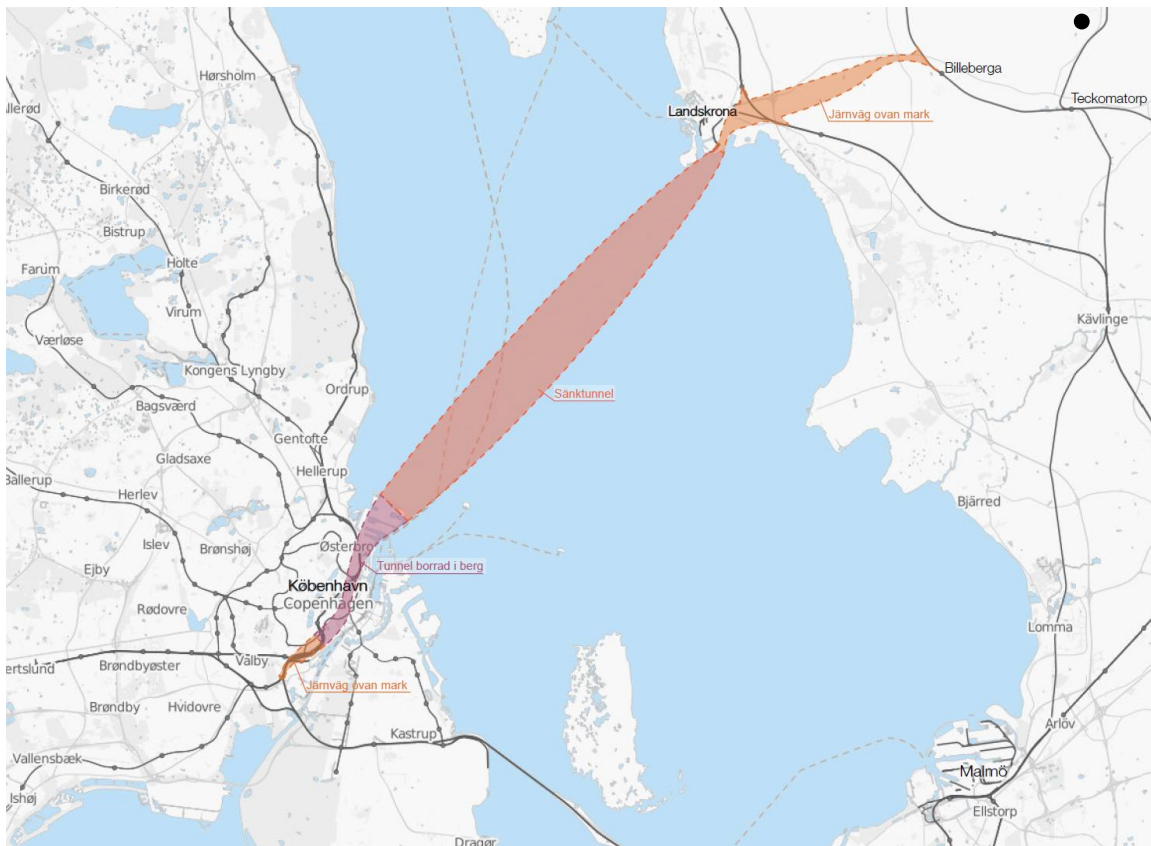 Hørsholm
Billeberga
Teckomatorp
Landskrona
Järnväg ovan mark
Birkerød
Bistrup
Holte
Farum
Virum
Kävlinge
Værløse
Kongens Lyngby
Ordrup
Sänktunnel
Bagsværd
Gentofte
Gladsaxe
Hellerup
Ballerup
Herlev
Bjärred
Islev
Brønshøj
Østerbro
Tunnel borrad i berg
Ejby
København
Copenhagen
Rødovre
Lomma
Valby
Brøndbyøster
Järnväg ovan mark
Brøndby
Hvidovre
Kastrup
Arlöv
Vallensbæk
Malmö
Ishøj
Ellstorp
Dragør